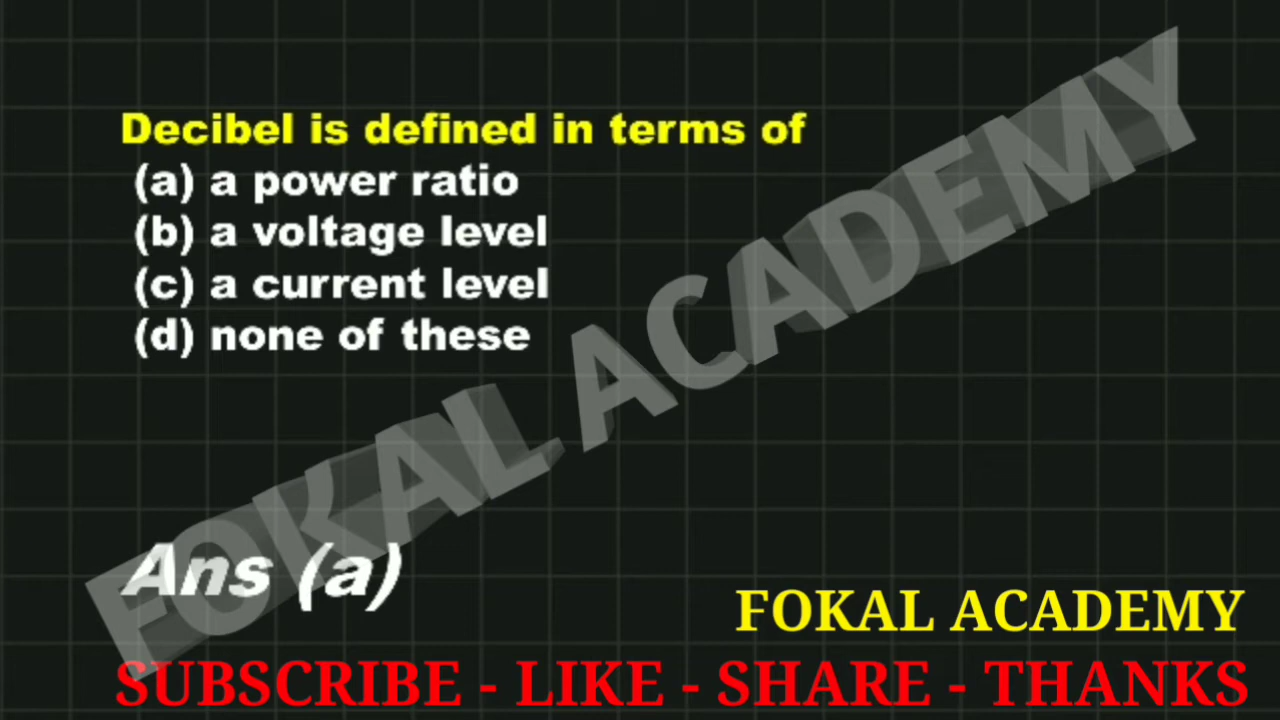 Decibel is defined in terms of
(a) a power ratio
(b) a voltage level
(c) a current level
(d) none of these
FOKAL ACADEMY
Ans (a)
FOKAL ACADEMY
SUBSCRIBE - LIKE - SHARE - THANKS